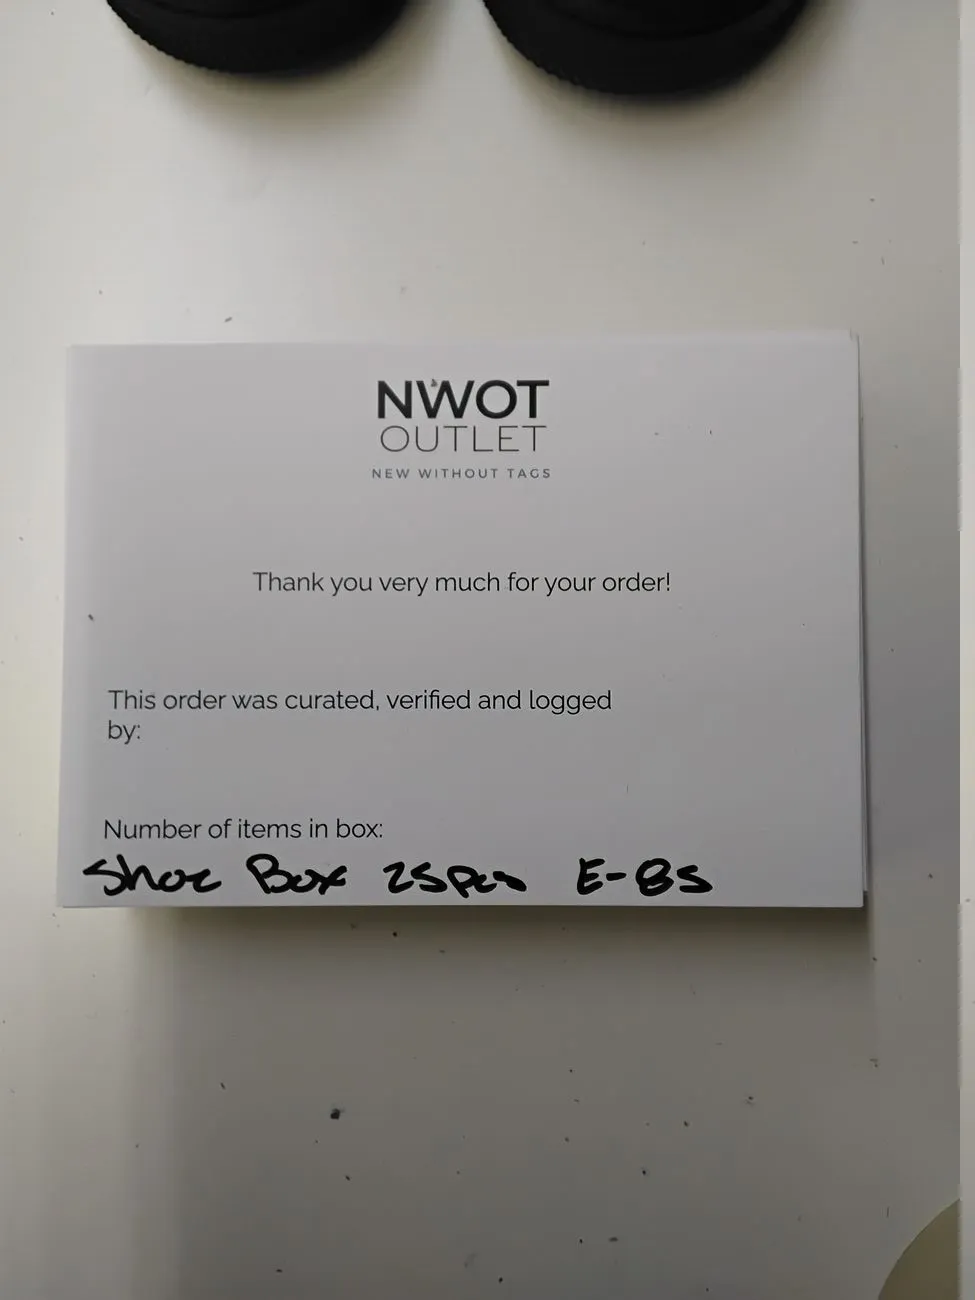 NWOT
OUTLET
NEW WITHOUT TAGS
Thank you very much for your order!
This order was curated, verified and logged
by:
Number of items in box:
Shoe Box 25pcs E-85